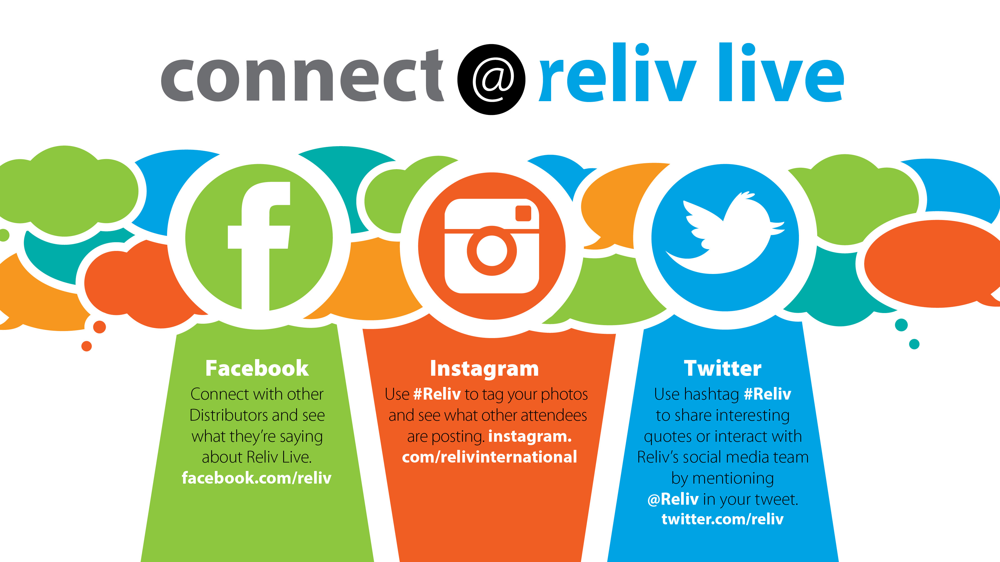 connect @ reliv live
Facebook
Connect with other
Distributors and see
what they’re saying
about Reliv Live.
facebook.com/reliv
Instagram
Use #Reliv to tag your photos
and see what other attendees
are posting. instagram.
com/relivinternational
Twitter
Use hashtag #Reliv
to share interesting
quotes or interact with
Reliv’s social media team
by mentioning
@Reliv in your tweet.
twitter.com/reliv